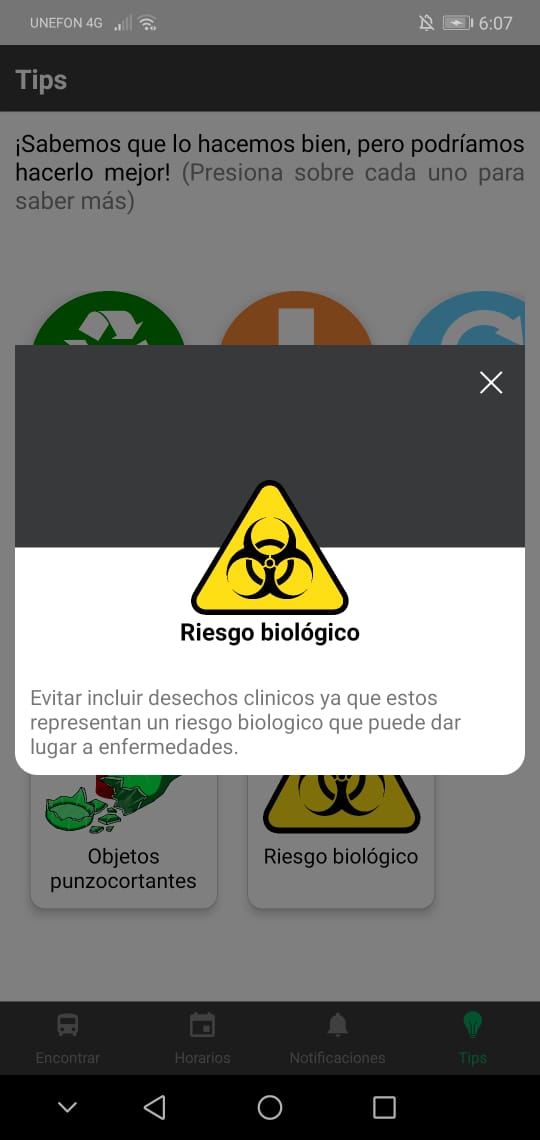 UNEFON 4G
6:07
Tips
¡Sabemos que lo hacemos bien, pero podríamos
hacerlo mejor! (Presiona sobre cada uno para
saber más)
Riesgo biológico
Evitar incluir desechos clinicos ya que estos
representan un riesgo biologico que puede dar
lugar a enfermedades.
Objetos
punzocortantes
Riesgo biológico
Encontrar
Horarios
Notificaciones
Tips